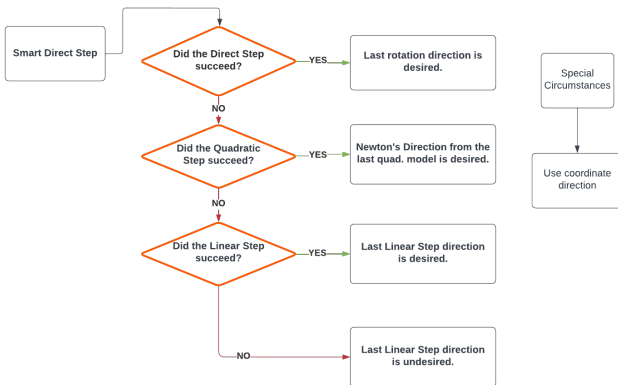 Smart Direct Step
Did the Direct Step
succeed?
YES
Last rotation direction is
desired.
NO
Did the Quadratic
Step succeed?
YES
Newton's Direction from the
last quad. model is desired.
NO
Did the Linear Step
succeed?
YES
Last Linear Step direction
is desired.
NO
Last Linear Step direction
is undesired.
Special
Circumstances
Use coordinate
direction